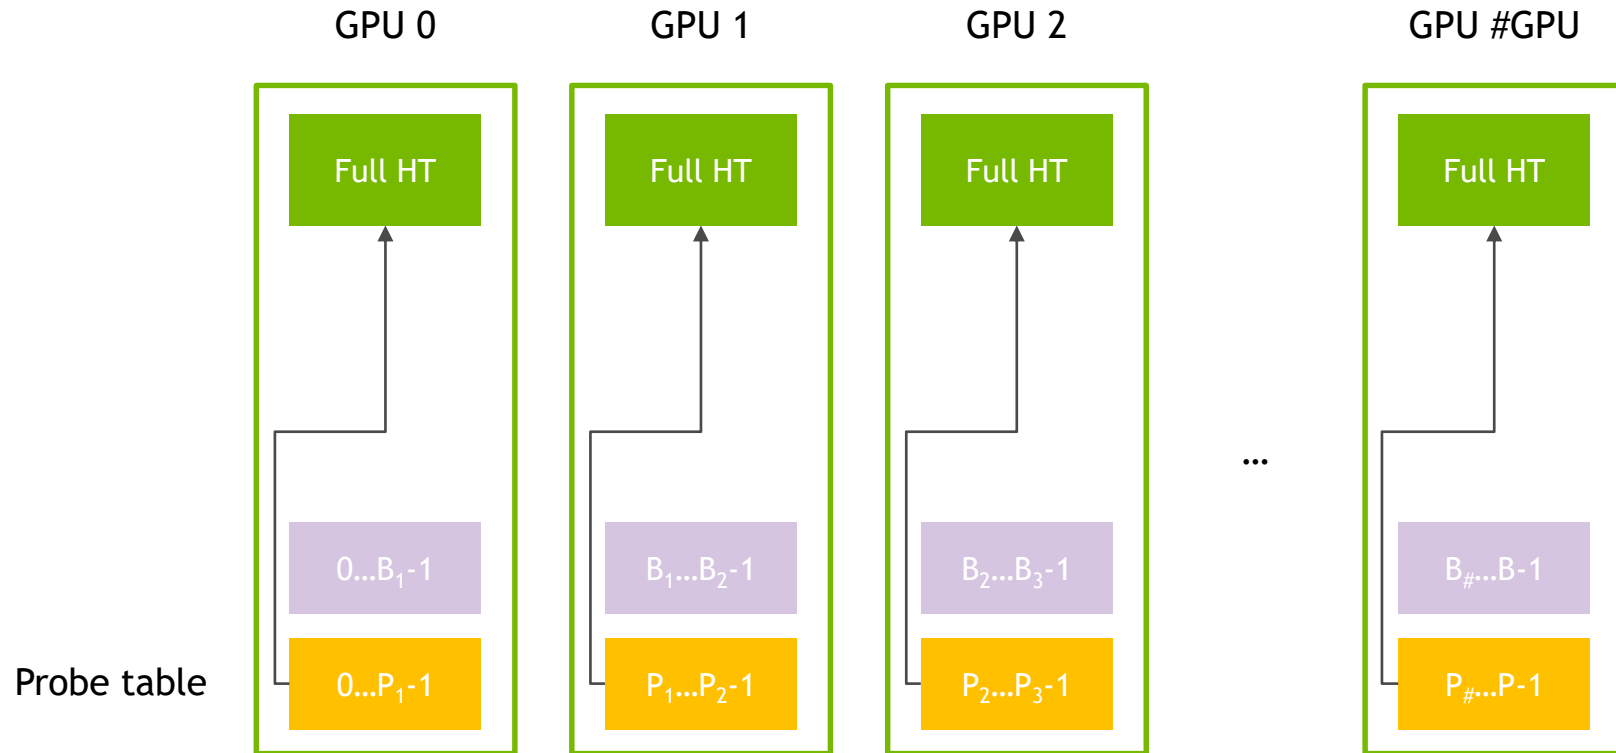 GPU 0 GPU 1 GPU 2 GPU #GPU
Full HT Full HT Full HT Full HT
…
0…B₁-1 B₁…B₂-1 B₂…B₃-1 B#…B-1
Probe table 0…P₁-1 P₁…P₂-1 P₂…P₃-1 P#…P-1